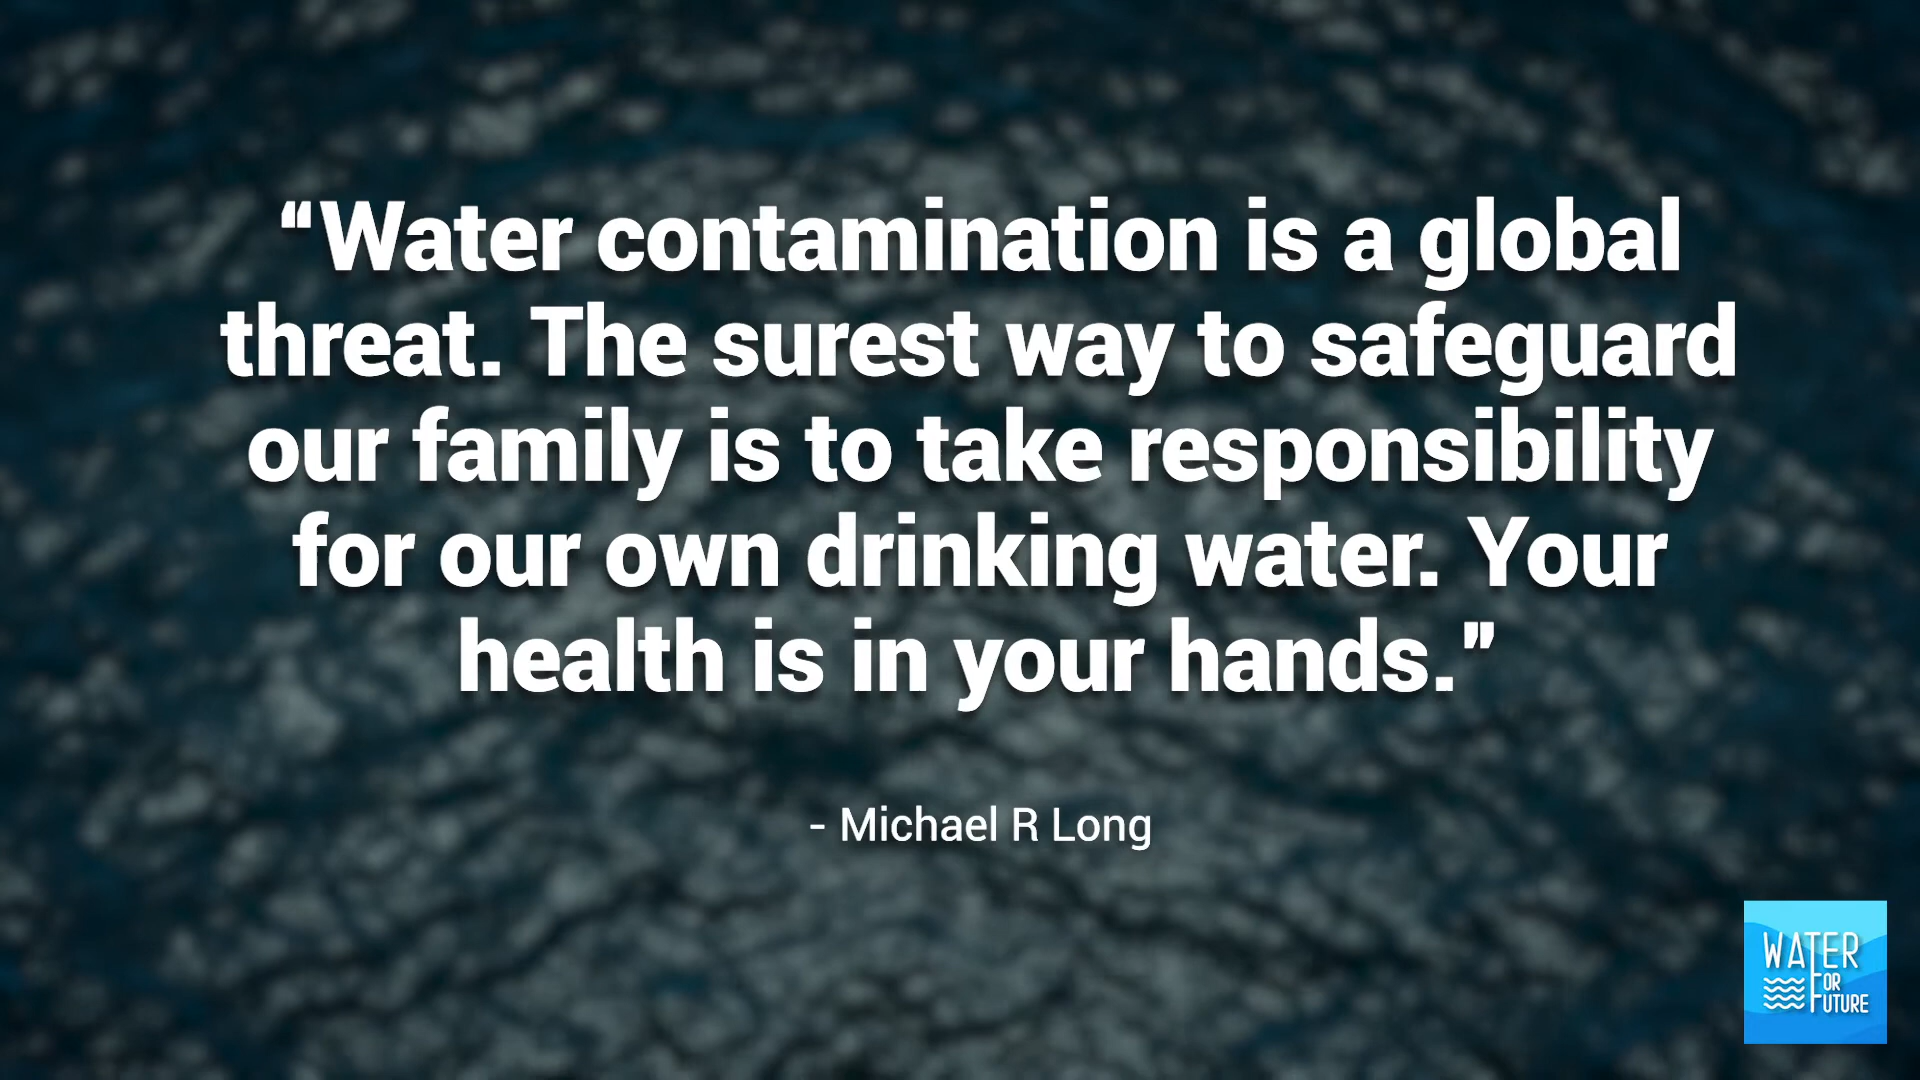 “Water contamination is a global
threat. The surest way to safeguard
our family is to take responsibility
for our own drinking water. Your
health is in your hands.”
- Michael R Long
WATER
FOR
FUTURE